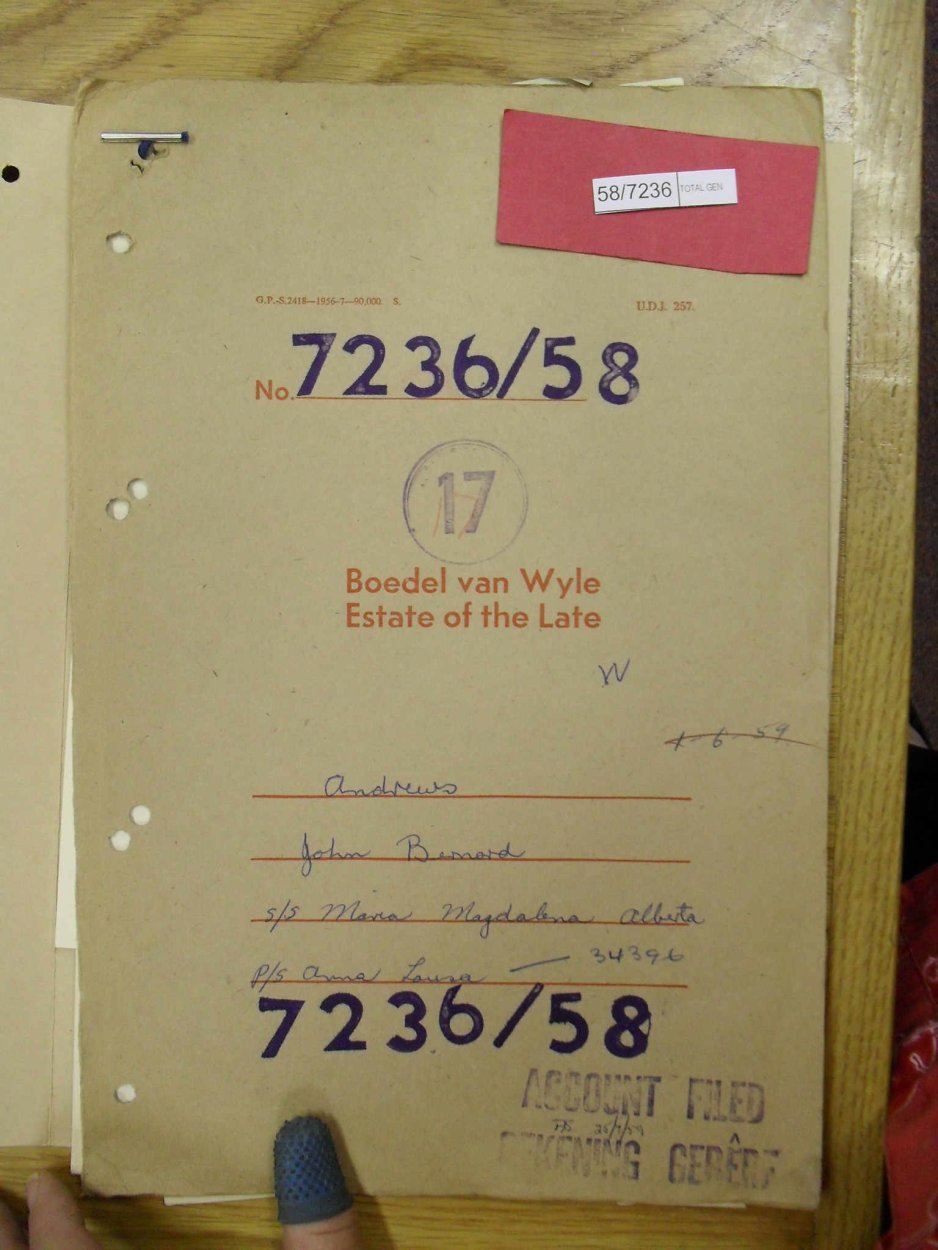 58/7236 TOTAL GEN
G.P.-S.2418—1956-7—90,000. S. U.D.J. 257.
No. 7236/58
17
Boedel van Wyle
Estate of the Late
W
1-6-59
Andrews
John Bernard
s/s Maria Magdalena Alberta
p/s Anna Louisa — 34396
7236/58
ACCOUNT FILED
REKENING GEBÊRE